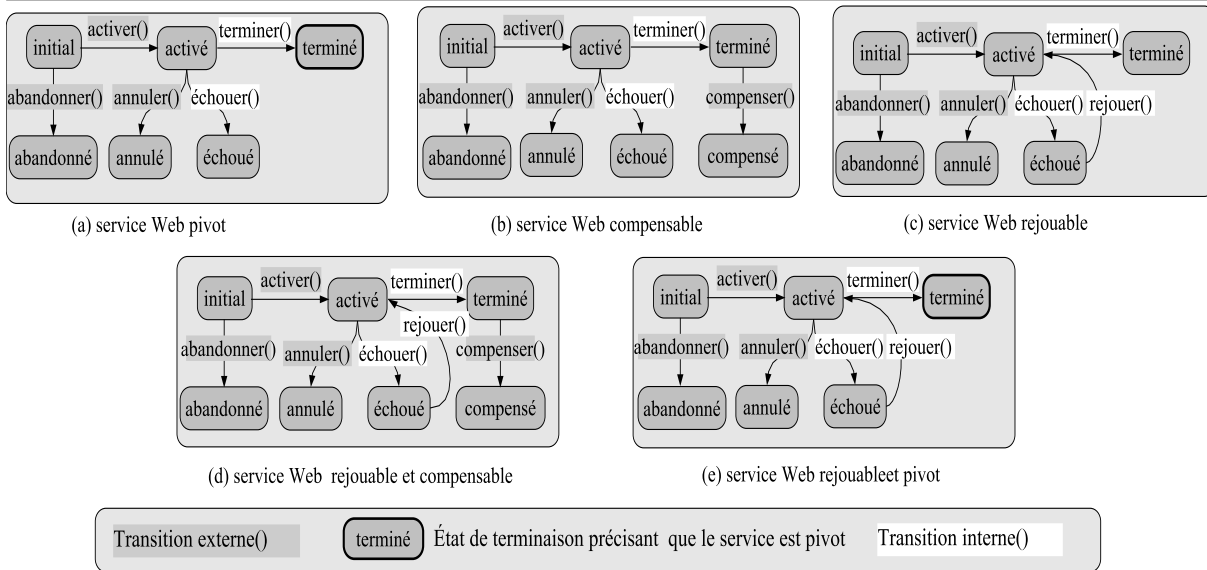 initial activer() activé terminer() terminé
abandonner() annuler() échouer()
abandonné annulé échoué
(a) service Web pivot
initial activer() activé terminer() terminé
abandonner() annuler() échouer() compenser()
abandonné annulé échoué compensé
(b) service Web compensable
initial activer() activé terminer() terminé
abandonner() annuler() échouer() rejouer()
abandonné annulé échoué
(c) service Web rejouable
initial activer() activé terminer() terminé
rejouer()
abandonner() annuler() échouer() compenser()
abandonné annulé échoué compensé
(d) service Web rejouable et compensable
initial activer() activé terminer() terminé
abandonner() annuler() échouer() rejouer()
abandonné annulé échoué
(e) service Web rejouableet pivot
Transition externe() terminé État de terminaison précisant que le service est pivot Transition interne()